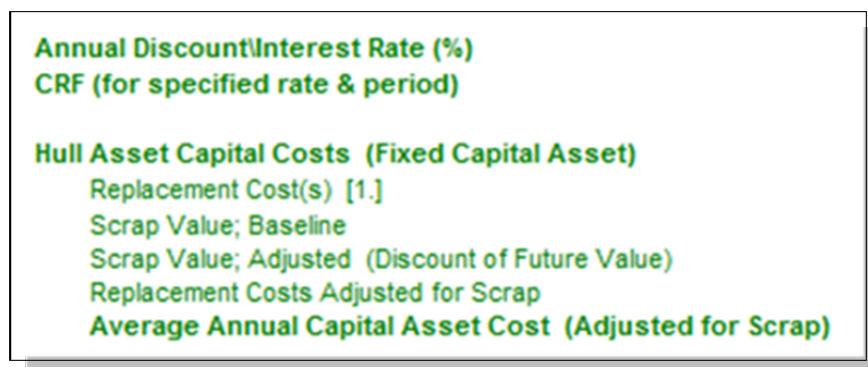 Annual Discount\Interest Rate (%)
CRF (for specified rate & period)
Hull Asset Capital Costs (Fixed Capital Asset)
Replacement Cost(s) [1.]
Scrap Value; Baseline
Scrap Value; Adjusted (Discount of Future Value)
Replacement Costs Adjusted for Scrap
Average Annual Capital Asset Cost (Adjusted for Scrap)